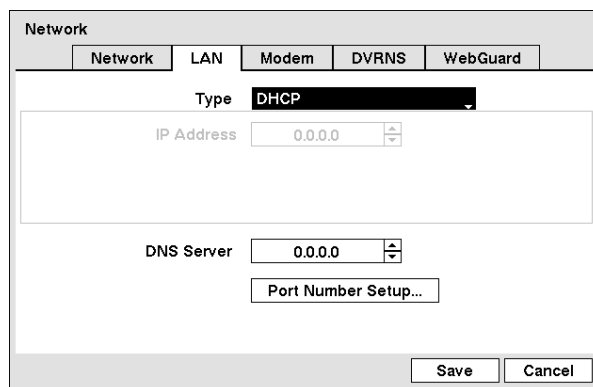 Network
Network LAN Modem DVRNS WebGuard
Type DHCP
IP Address 0.0.0.0
DNS Server 0.0.0.0
Port Number Setup...
Save Cancel